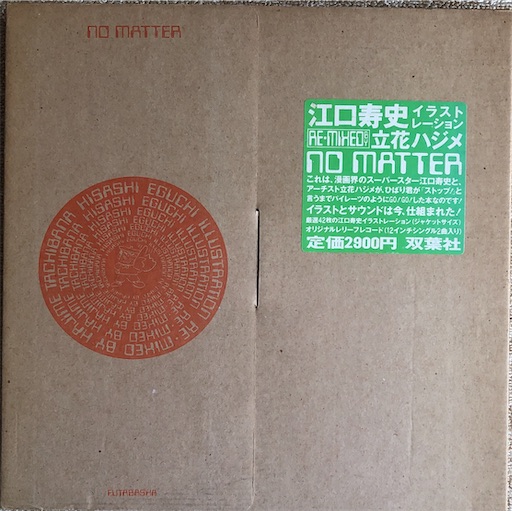 NO MATTER
江口寿史 イラストレーション
RE-MIXED BY 立花ハジメ
NO MATTER
これは、漫画界のスーパースター江口寿史と、
アーチスト立花ハジメが、ひばり君が「ストップ!」と
言うまでハイレーツのようにGO!GO!した本なのです!
イラストとサウンドは今、仕組まれた!
厳選42枚の江口寿史イラストレーション(ジャケットサイズ)
オリジナルレリーフレコード(12インチシングル2曲入り)
定価2900円 双葉社
HISASHI EGUCHI ILLUSTRATION RE-MIXED BY HAJIME TACHIBANA
FUTABASHA